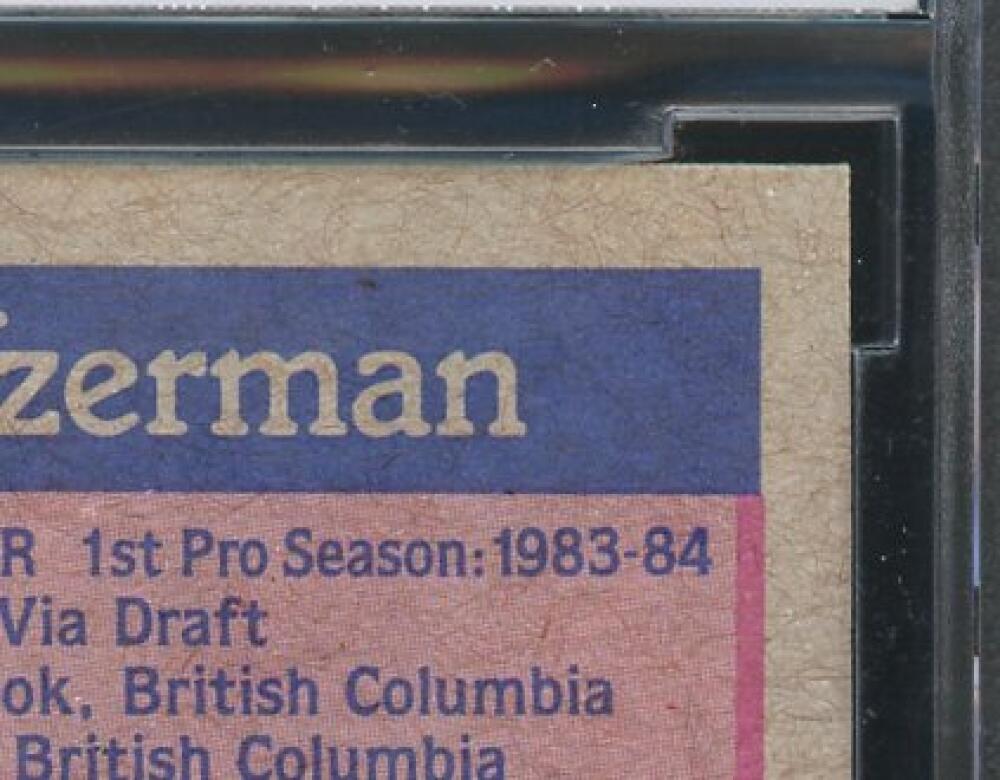 zerman
R 1st Pro Season: 1983-84
Via Draft
ok, British Columbia
British Columbia